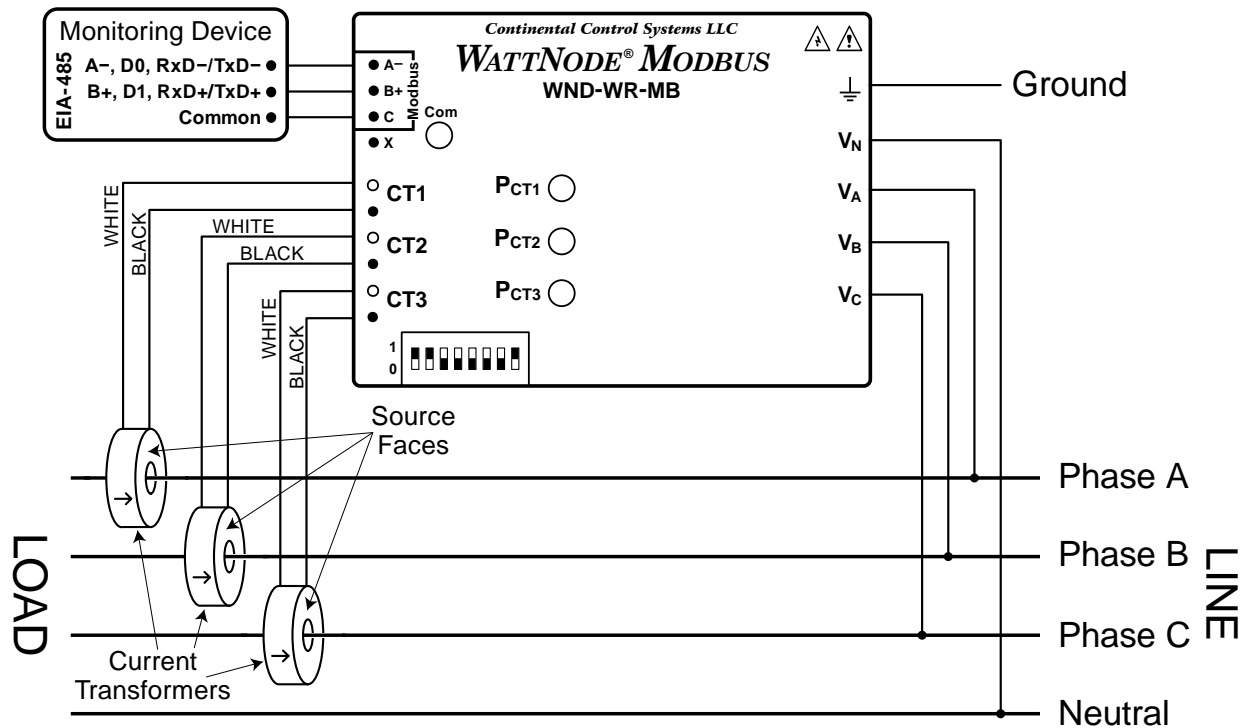 Monitoring Device
EIA-485
A−, D0, RxD−/TxD−
B+, D1, RxD+/TxD+
Common
Continental Control Systems LLC
WATTNODE® MODBUS
WND-WR-MB
A−
B+
C
X
Modbus
Com
Ground
VN
VA
VB
VC
CT1
CT2
CT3
PCT1
PCT2
PCT3
WHITE
BLACK
WHITE
BLACK
WHITE
BLACK
1
0
Source
Faces
Phase A
Phase B
Phase C
Neutral
LOAD
LINE
Current
Transformers